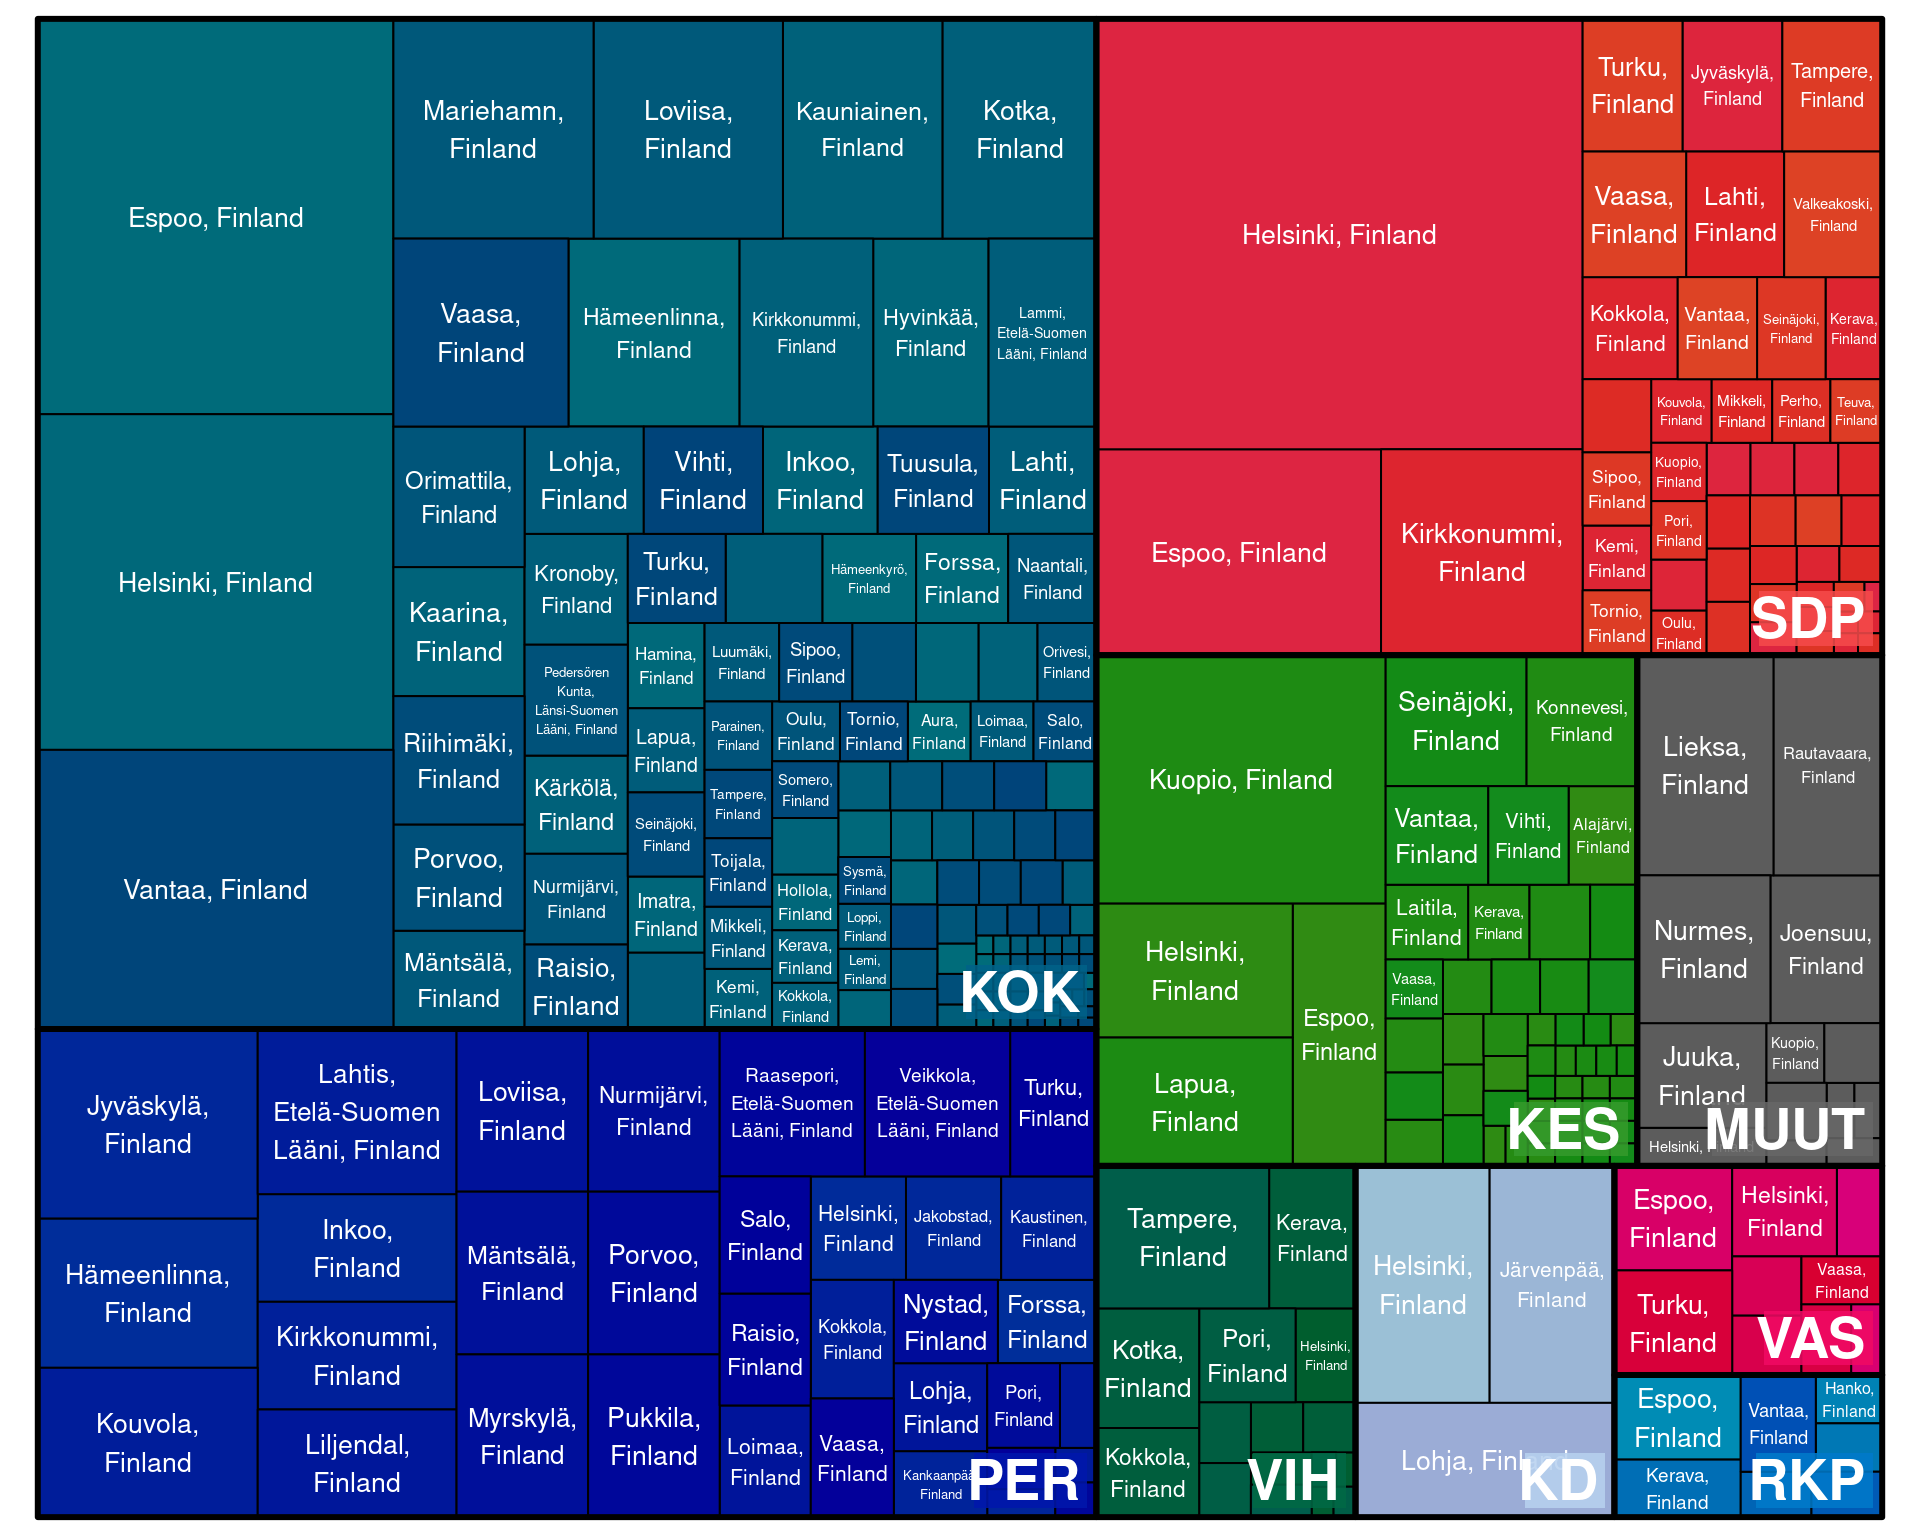 Espoo, Finland
Helsinki, Finland
Vantaa, Finland
Mariehamn,
Finland
Loviisa,
Finland
Kauniainen,
Finland
Kotka,
Finland
Vaasa,
Finland
Hämeenlinna,
Finland
Kirkkonummi,
Finland
Hyvinkää,
Finland
Lammi,
Etelä-Suomen
Lääni, Finland
Orimattila,
Finland
Kaarina,
Finland
Riihimäki,
Finland
Porvoo,
Finland
Mäntsälä,
Finland
Lohja,
Finland
Vihti,
Finland
Inkoo,
Finland
Tuusula,
Finland
Lahti,
Finland
Kronoby,
Finland
Pedersören
Kunta,
Länsi-Suomen
Lääni, Finland
Kärkölä,
Finland
Nurmijärvi,
Finland
Raisio,
Finland
Turku,
Finland
Hämeenkyrö,
Finland
Forssa,
Finland
Naantali,
Finland
Hamina,
Finland
Lapua,
Finland
Seinäjoki,
Finland
Imatra,
Finland
Luumäki,
Finland
Sipoo,
Finland
Orivesi,
Finland
Parainen,
Finland
Tampere,
Finland
Toijala,
Finland
Mikkeli,
Finland
Kemi,
Finland
Oulu,
Finland
Tornio,
Finland
Aura,
Finland
Loimaa,
Finland
Salo,
Finland
Somero,
Finland
Hollola,
Finland
Kerava,
Finland
Kokkola,
Finland
Sysmä,
Finland
Loppi,
Finland
Lemi,
Finland
KOK
Jyväskylä,
Finland
Hämeenlinna,
Finland
Kouvola,
Finland
Lahtis,
Etelä-Suomen
Lääni, Finland
Inkoo,
Finland
Kirkkonummi,
Finland
Liljendal,
Finland
Loviisa,
Finland
Nurmijärvi,
Finland
Mäntsälä,
Finland
Porvoo,
Finland
Myrskylä,
Finland
Pukkila,
Finland
Raasepori,
Etelä-Suomen
Lääni, Finland
Veikkola,
Etelä-Suomen
Lääni, Finland
Turku,
Finland
Salo,
Finland
Raisio,
Finland
Loimaa,
Finland
Helsinki,
Finland
Jakobstad,
Finland
Kaustinen,
Finland
Kokkola,
Finland
Vaasa,
Finland
Nystad,
Finland
Forssa,
Finland
Lohja,
Finland
Pori,
Finland
Kankaanpää
Finland
PER
Helsinki, Finland
Espoo, Finland
Kirkkonummi,
Finland
Turku,
Finland
Jyväskylä,
Finland
Tampere,
Finland
Vaasa,
Finland
Lahti,
Finland
Valkeakoski,
Finland
Kokkola,
Finland
Vantaa,
Finland
Seinäjoki,
Finland
Kerava,
Finland
Sipoo,
Finland
Kemi,
Finland
Tornio,
Finland
Kouvola,
Finland
Mikkeli,
Finland
Perho,
Finland
Teuva,
Finland
Kuopio,
Finland
Pori,
Finland
Oulu,
Finland
SDP
Kuopio, Finland
Helsinki,
Finland
Lapua,
Finland
Espoo,
Finland
Seinäjoki,
Finland
Konnevesi,
Finland
Vantaa,
Finland
Vihti,
Finland
Alajärvi,
Finland
Laitila,
Finland
Kerava,
Finland
Vaasa,
Finland
KES
Lieksa,
Finland
Rautavaara,
Finland
Nurmes,
Finland
Joensuu,
Finland
Juuka,
Finland
Kuopio,
Finland
Helsinki, Finland
MUUT
Tampere,
Finland
Kerava,
Finland
Kotka,
Finland
Kokkola,
Finland
Pori,
Finland
Helsinki,
Finland
VIH
Helsinki,
Finland
Järvenpää,
Finland
Lohja, Finland
KD
Espoo,
Finland
Turku,
Finland
Helsinki,
Finland
Vaasa,
Finland
VAS
Espoo,
Finland
Kerava,
Finland
Vantaa,
Finland
Hanko,
Finland
RKP